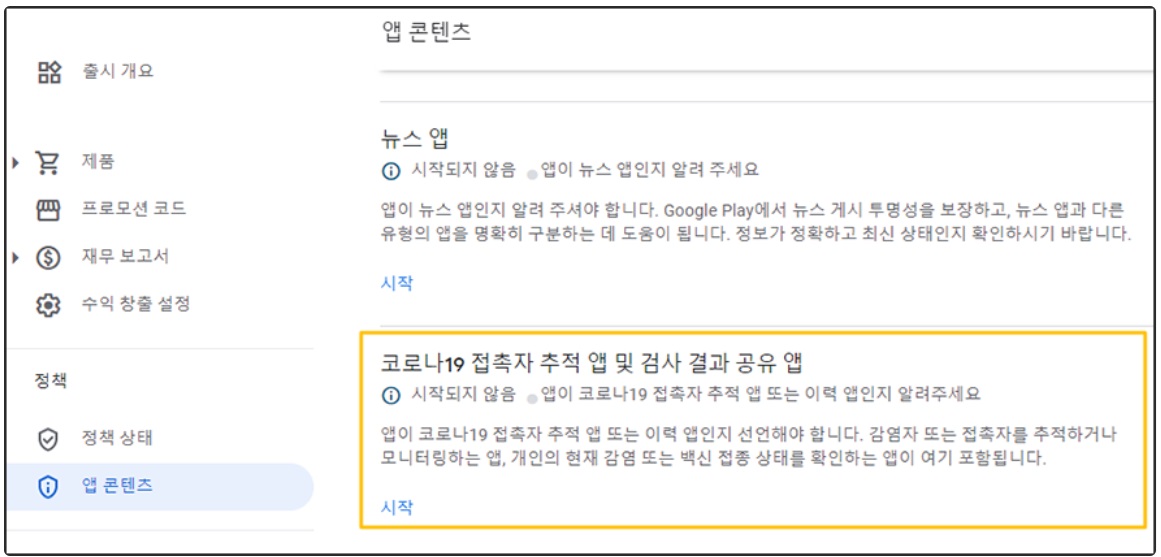 앱 콘텐츠
출시 개요
제품
프로모션 코드
재무 보고서
수익 창출 설정
정책
정책 상태
앱 콘텐츠
뉴스 앱
시작되지 않음 앱이 뉴스 앱인지 알려 주세요
앱이 뉴스 앱인지 알려 주셔야 합니다. Google Play에서 뉴스 게시 투명성을 보장하고, 뉴스 앱과 다른
유형의 앱을 명확히 구분하는 데 도움이 됩니다. 정보가 정확하고 최신 상태인지 확인하시기 바랍니다.
시작
코로나19 접촉자 추적 앱 및 검사 결과 공유 앱
시작되지 않음 앱이 코로나19 접촉자 추적 앱 또는 이력 앱인지 알려주세요
앱이 코로나19 접촉자 추적 앱 또는 이력 앱인지 선언해야 합니다. 감염자 또는 접촉자를 추적하거나
모니터링하는 앱, 개인의 현재 감염 또는 백신 접종 상태를 확인하는 앱이 여기 포함됩니다.
시작